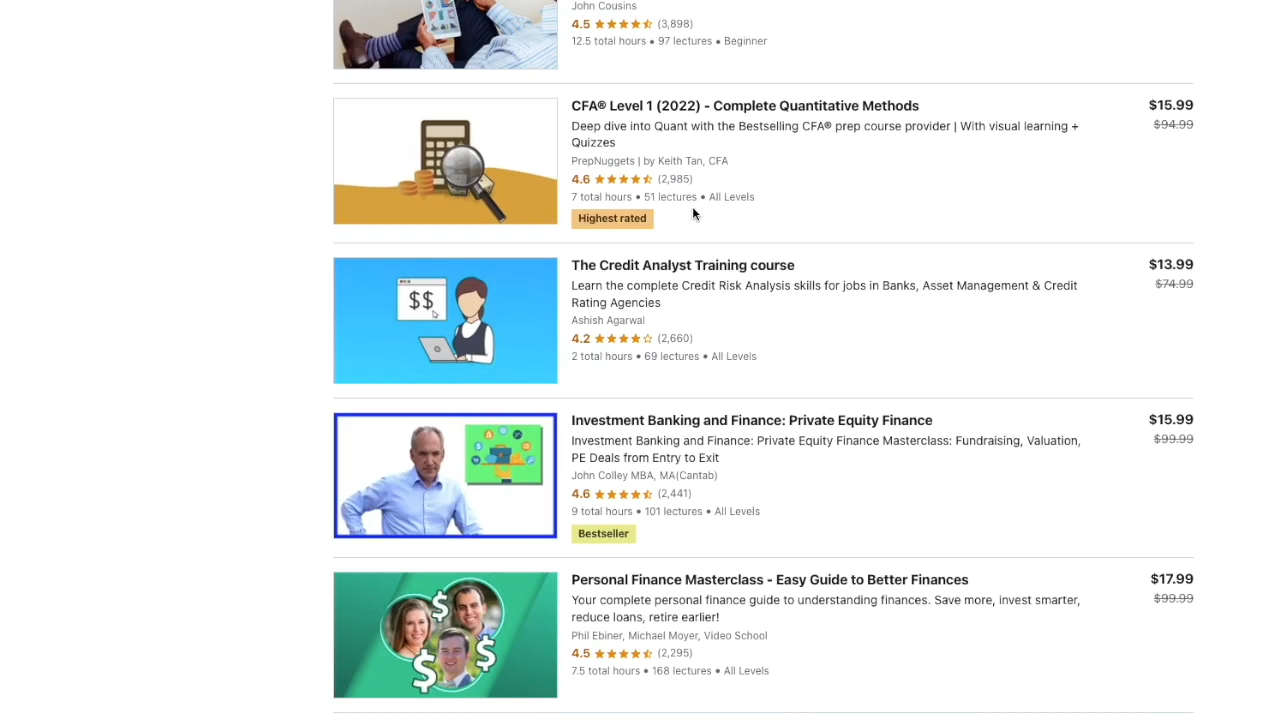 John Cousins
4.5 (3,898)
12.5 total hours • 97 lectures • Beginner
CFA® Level 1 (2022) - Complete Quantitative Methods
$15.99
Deep dive into Quant with the Bestselling CFA® prep course provider | With visual learning +
$94.99
Quizzes
PrepNuggets | by Keith Tan, CFA
4.6 (2,985)
7 total hours • 51 lectures • All Levels
Highest rated
The Credit Analyst Training course
$13.99
Learn the complete Credit Risk Analysis skills for jobs in Banks, Asset Management & Credit
$74.99
Rating Agencies
$$
Ashish Agarwal
4.2 (2,660)
2 total hours • 69 lectures • All Levels
Investment Banking and Finance: Private Equity Finance
$15.99
Investment Banking and Finance: Private Equity Finance Masterclass: Fundraising, Valuation,
$99.99
PE Deals from Entry to Exit
John Colley MBA, MA(Cantab)
4.6 (2,441)
9 total hours • 101 lectures • All Levels
Bestseller
Personal Finance Masterclass - Easy Guide to Better Finances
$17.99
Your complete personal finance guide to understanding finances. Save more, invest smarter,
$99.99
reduce loans, retire earlier!
Phil Ebiner, Michael Moyer, Video School
4.5 (2,295)
7.5 total hours • 168 lectures • All Levels